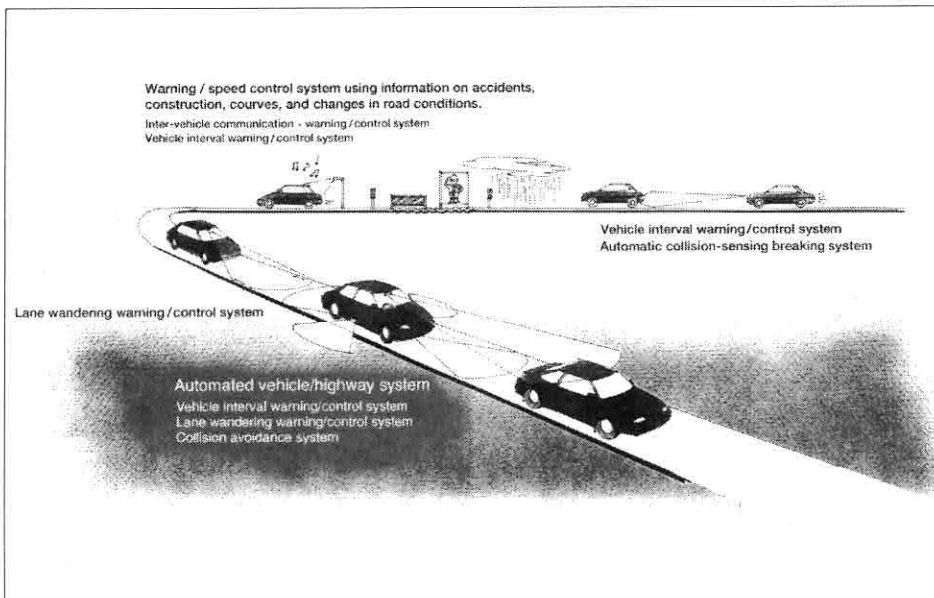 Warning / speed control system using information on accidents,
construction, courves, and changes in road conditions.
Inter-vehicle communication - warning/control system
Vehicle interval warning/control system
Vehicle interval warning/control system
Automatic collision-sensing breaking system
Lane wandering warning/control system
Automated vehicle/highway system
Vehicle interval warning/control system
Lane wandering warning/control system
Collision avoidance system